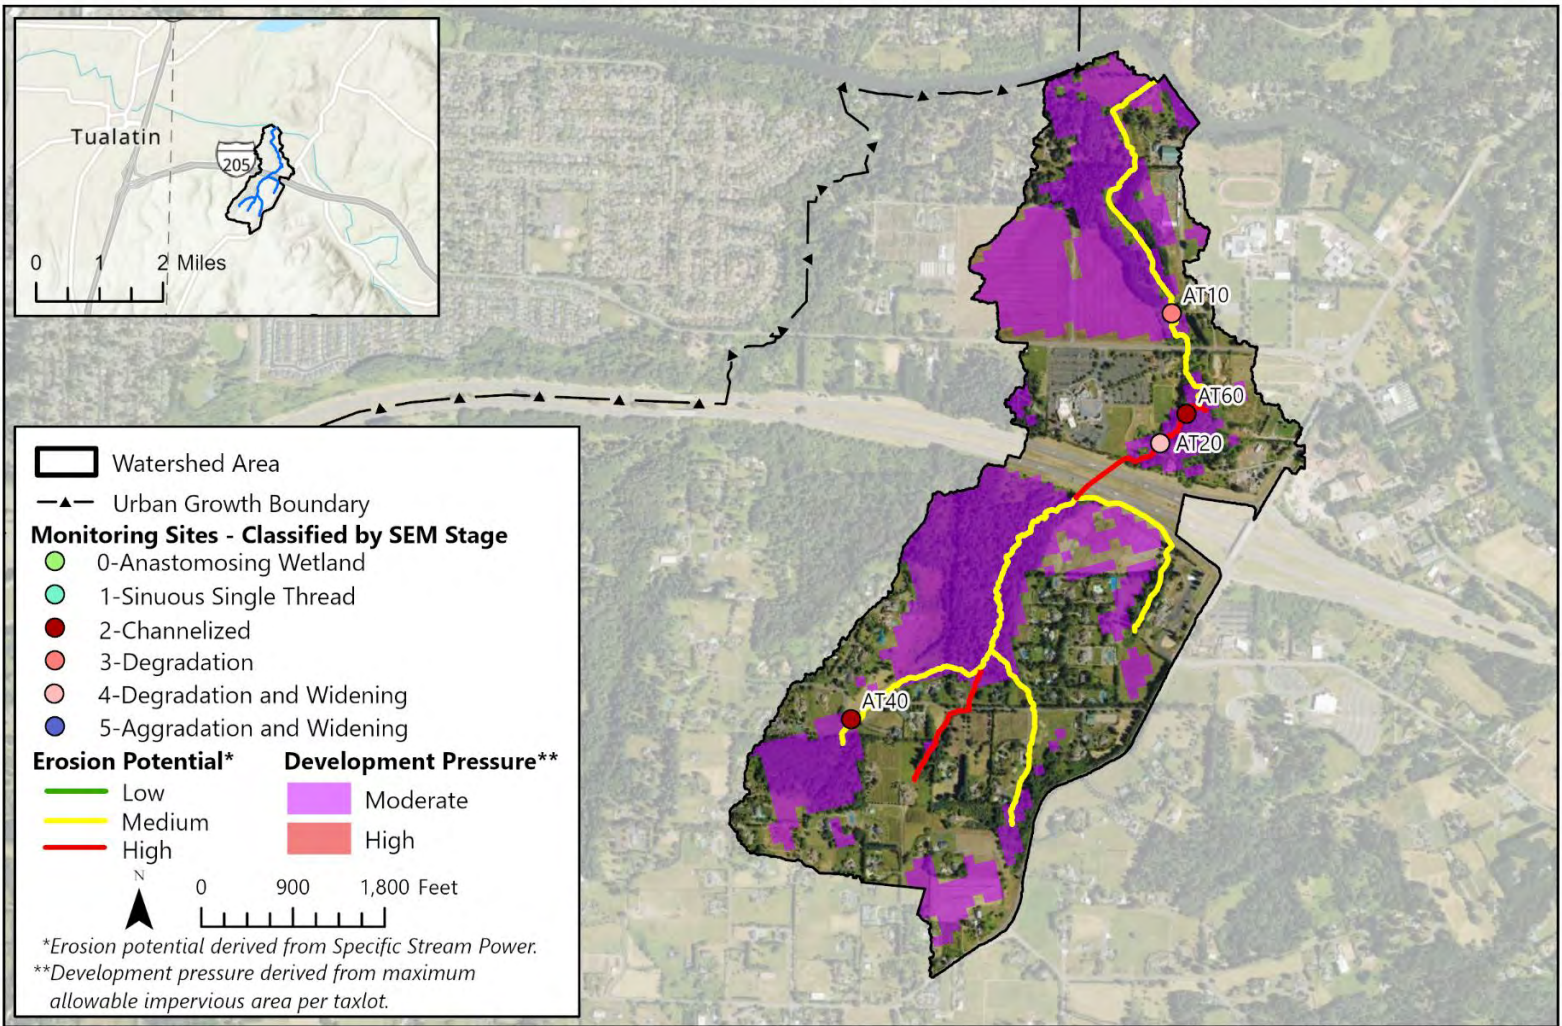 Tualatin
205
0 1 2 Miles
AT10
AT60
AT20
AT40
Watershed Area
Urban Growth Boundary
Monitoring Sites - Classified by SEM Stage
0-Anastomosing Wetland
1-Sinuous Single Thread
2-Channelized
3-Degradation
4-Degradation and Widening
5-Aggradation and Widening
Erosion Potential* Development Pressure**
Low
Moderate
Medium
High
High
N
0 900 1,800 Feet
*Erosion potential derived from Specific Stream Power.
**Development pressure derived from maximum
allowable impervious area per taxlot.